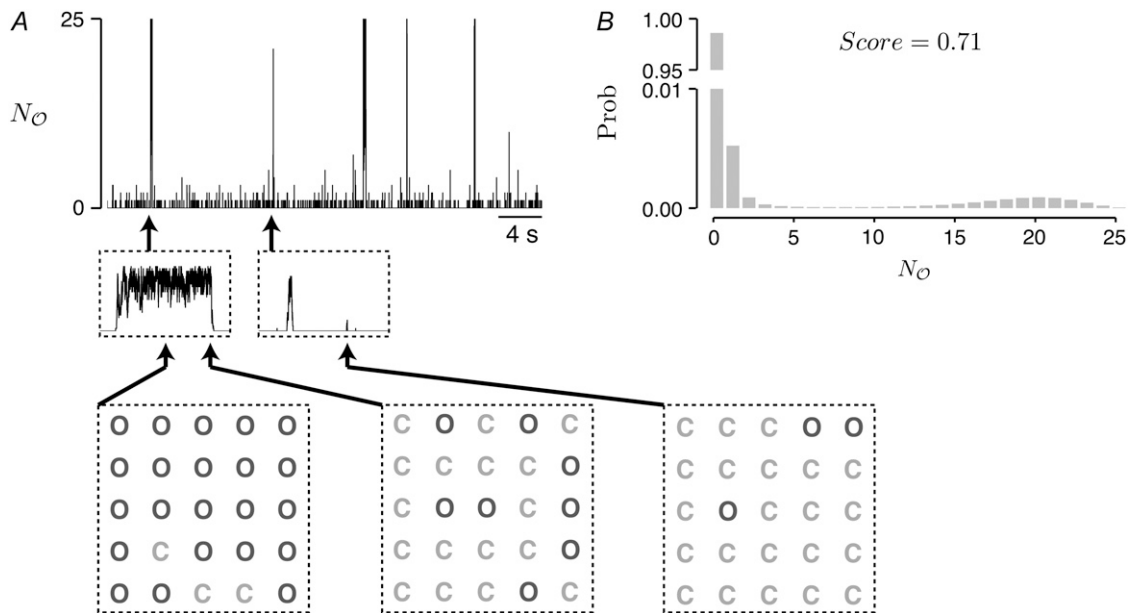 A
25
N_𝒪
0
4 s
B
1.00
Score = 0.71
0.95
0.01
Prob
0.00
0 5 10 15 20 25
N_𝒪
O O O O O
O O O O O
O O O O O
O C O O O
O O C C O
C O C O C
C C C C O
C O O C O
C C C C O
C C C O C
C C C O O
C C C C C
C O C C C
C C C C C
C C C C C